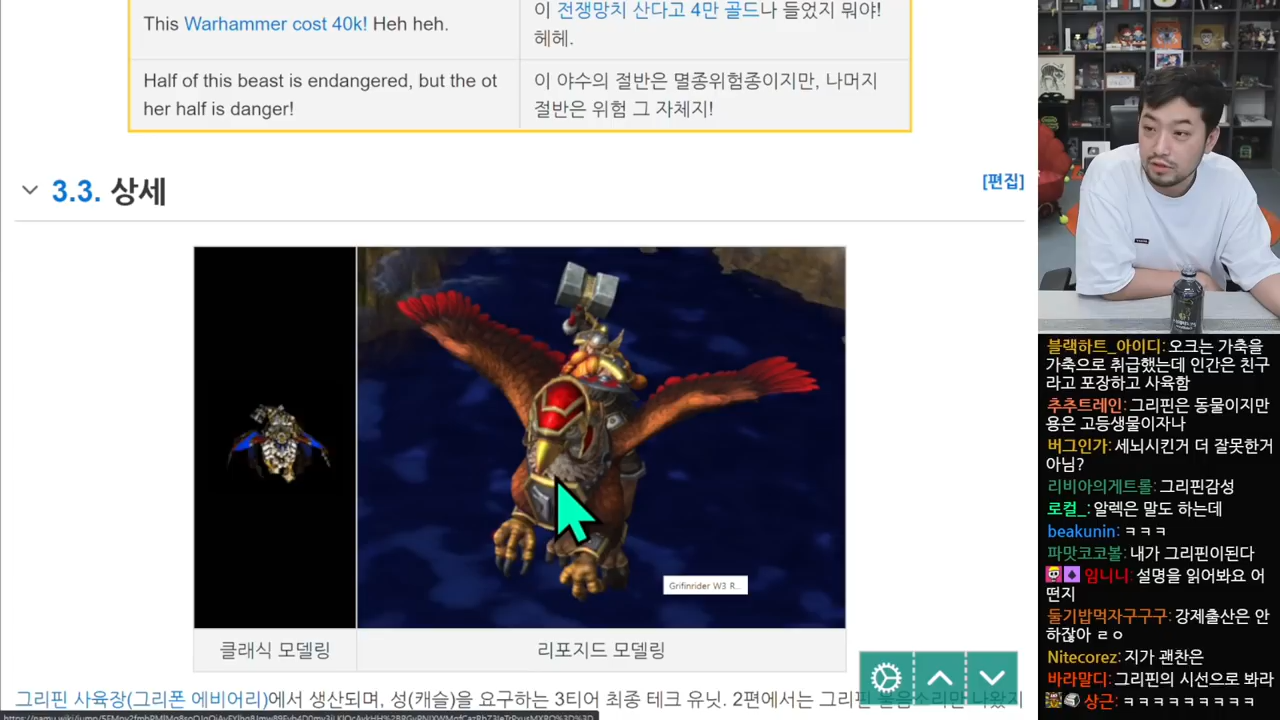 This Warhammer cost 40k! Heh heh.
이 전쟁망치 산다고 4만 골드나 들었지 뭐야!
헤헤.
Half of this beast is endangered, but the ot
her half is danger!
이 야수의 절반은 멸종위험종이지만, 나머지
절반은 위험 그 자체지!
3.3. 상세
[편집]
Grifinrider W3 R...
클래식 모델링
리포지드 모델링
그리핀 사육장(그리폰 에비어리)에서 생산되며 성(캐슬)을 요구하는 3티어 최종 테크 유닛. 2편에서는 그리핀 울음소리만 나왔지
블랙하트_아이디: 오크는 가축을
가축으로 취급했는데 인간은 친구
라고 포장하고 사육함
추추트레인: 그리핀은 동물이지만
용은 고등생물이자나
버그인가: 세뇌시킨거 더 잘못한거
아님?
리비아의게트롤: 그리핀감성
로컬_: 알렉은 말도 하는데
beakunin: ㅋㅋㅋ
파맛코코볼: 내가 그리핀이된다
임니니: 설명을 읽어봐요 어
떤지
둘기밥먹자구구구: 강제출산은 안
하잖아 ㄹㅇ
Nitecorez: 지가 괜찮은
바라말디: 그리핀의 시선으로 봐라
상근: ㅋㅋㅋㅋㅋㅋㅋㅋㅋ